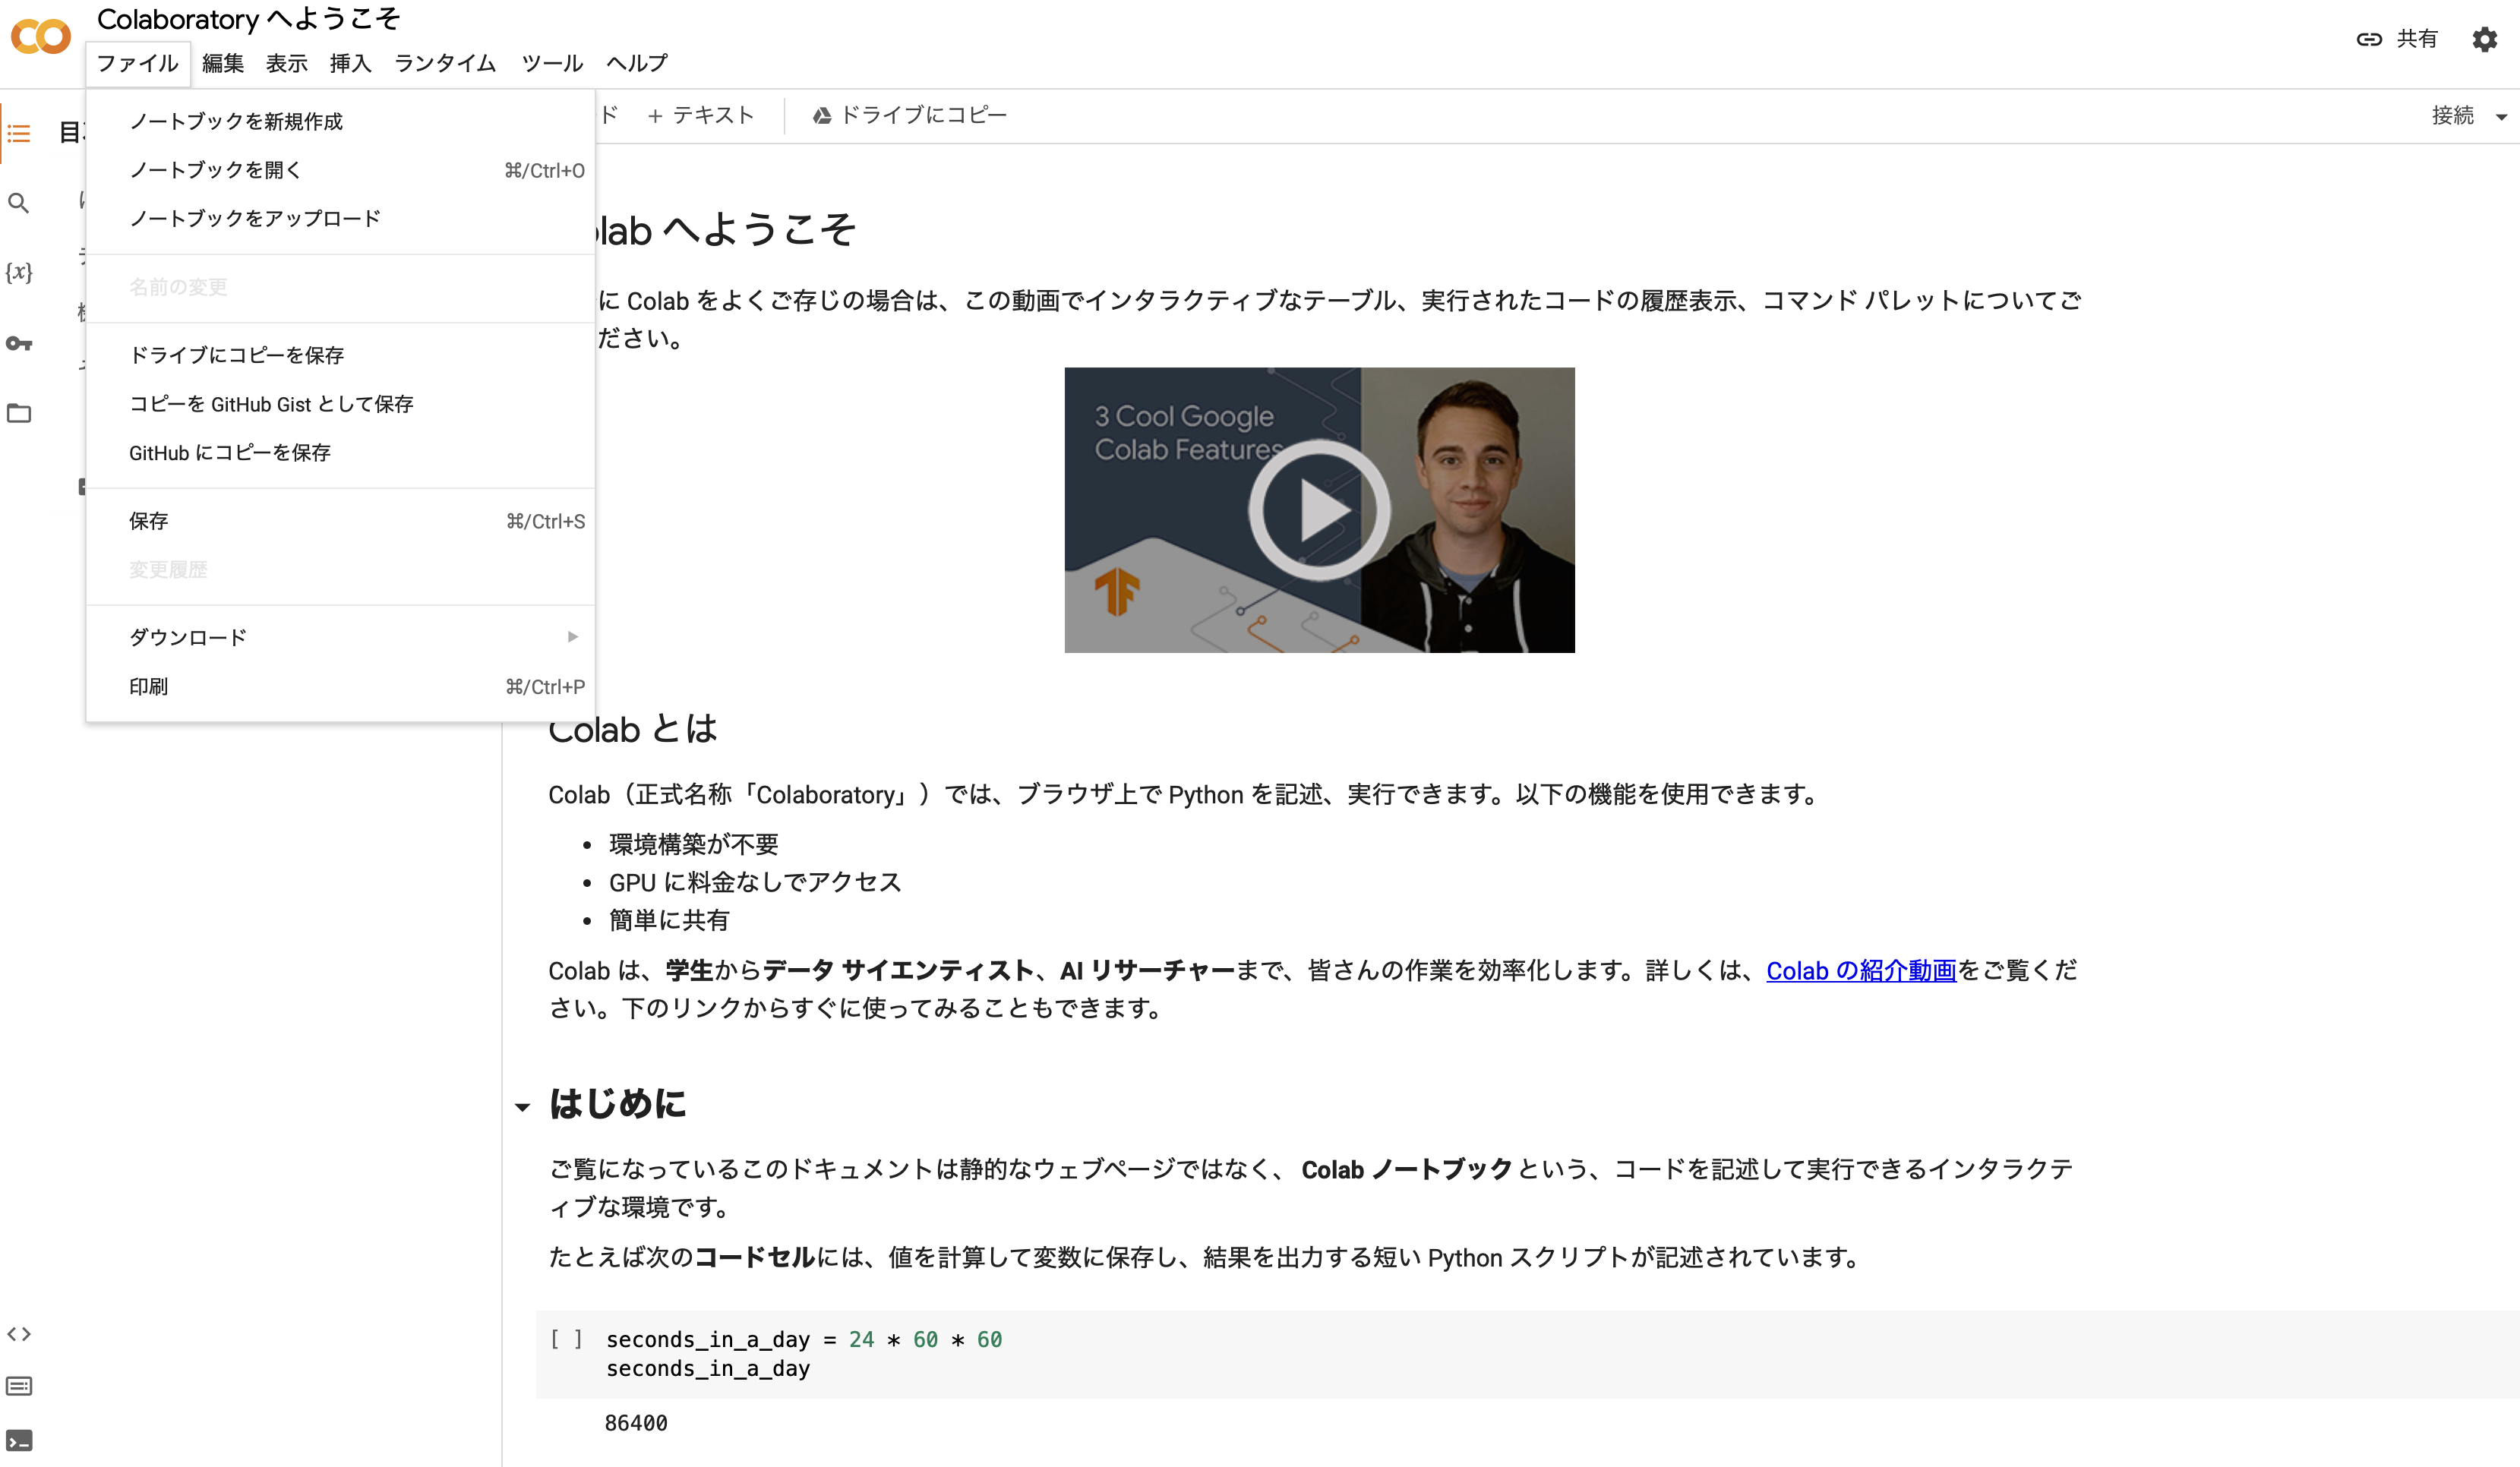 Colaboratory へようこそ
ファイル 編集 表示 挿入 ランタイム ツール ヘルプ
共有
ノートブックを新規作成
ノートブックを開く ⌘/Ctrl+O
ノートブックをアップロード
名前の変更
ドライブにコピーを保存
コピーを GitHub Gist として保存
GitHub にコピーを保存
保存 ⌘/Ctrl+S
変更履歴
ダウンロード
印刷 ⌘/Ctrl+P
ド + テキスト ドライブにコピー
接続
{x}
lab へようこそ
に Colab をよくご存じの場合は、この動画でインタラクティブなテーブル、実行されたコードの履歴表示、コマンド パレットについてご
ださい。
3 Cool Google
Colab Features
Colab とは
Colab（正式名称「Colaboratory」）では、ブラウザ上で Python を記述、実行できます。以下の機能を使用できます。
• 環境構築が不要
• GPU に料金なしでアクセス
• 簡単に共有
Colab は、学生からデータ サイエンティスト、AI リサーチャーまで、皆さんの作業を効率化します。詳しくは、Colab の紹介動画をご覧くだ
さい。下のリンクからすぐに使ってみることもできます。
はじめに
ご覧になっているこのドキュメントは静的なウェブページではなく、 Colab ノートブックという、コードを記述して実行できるインタラクテ
ィブな環境です。
たとえば次のコードセルには、値を計算して変数に保存し、結果を出力する短い Python スクリプトが記述されています。
[ ] seconds_in_a_day = 24 * 60 * 60
seconds_in_a_day
86400